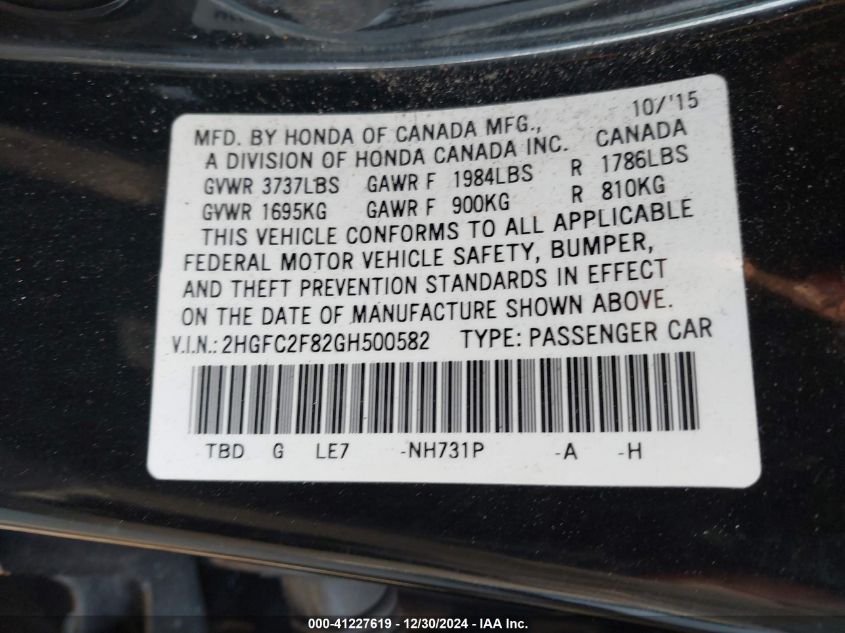 10/'15
MFD. BY HONDA OF CANADA MFG., CANADA
A DIVISION OF HONDA CANADA INC.
GVWR 3737LBS GAWR F 1984LBS R 1786LBS
GVWR 1695KG GAWR F 900KG R 810KG
THIS VEHICLE CONFORMS TO ALL APPLICABLE
FEDERAL MOTOR VEHICLE SAFETY, BUMPER,
AND THEFT PREVENTION STANDARDS IN EFFECT
ON THE DATE OF MANUFACTURE SHOWN ABOVE.
V.I.N.: 2HGFC2F82GH500582 TYPE: PASSENGER CAR
TBD G LE7 -NH731P -A -H
000-41227619 - 12/30/2024 - IAA Inc.